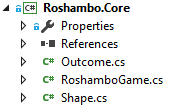 C# Roshambo.Core
Properties
References
C# Outcome.cs
C# RoshamboGame.cs
C# Shape.cs